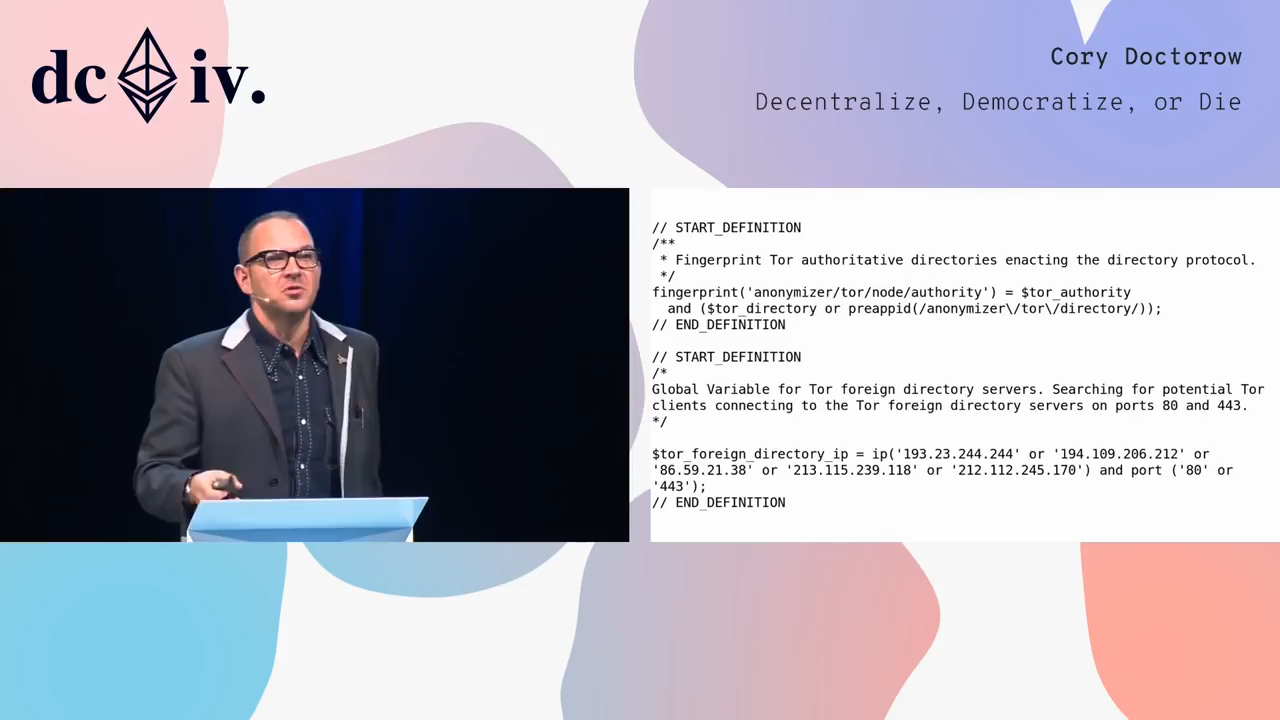 dc iv.
Cory Doctorow
Decentralize, Democratize, or Die
// START_DEFINITION
/**
 * Fingerprint Tor authoritative directories enacting the directory protocol.
 */
fingerprint('anonymizer/tor/node/authority') = $tor_authority
  and ($tor_directory or preappid(/anonymizer\/tor\/directory/));
// END_DEFINITION
// START_DEFINITION
/*
Global Variable for Tor foreign directory servers. Searching for potential Tor
clients connecting to the Tor foreign directory servers on ports 80 and 443.
*/
$tor_foreign_directory_ip = ip('193.23.244.244' or '194.109.206.212' or
'86.59.21.38' or '213.115.239.118' or '212.112.245.170') and port ('80' or
'443');
// END_DEFINITION